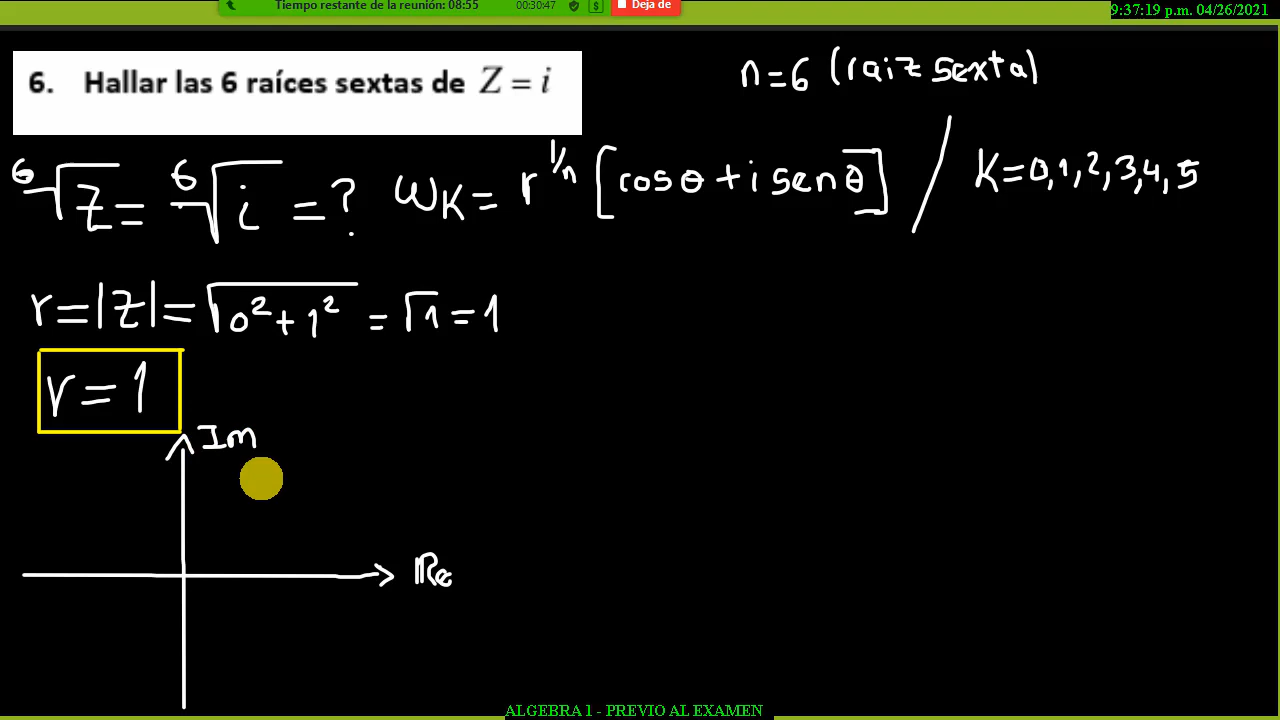 Tiempo restante de la reunión: 08:55 00:30:47 $ Deja de
9:37:19 p.m. 04/26/2021
6. Hallar las 6 raíces sextas de Z = i
n=6 (raiz sexta)
⁶√Z = ⁶√i = ? ωK = r^1/n [cos θ + i sen θ] / K=0,1,2,3,4,5
r=|Z|=√0²+1² = √1 = 1
r=1
Im
Re
ALGEBRA 1 - PREVIO AL EXAMEN